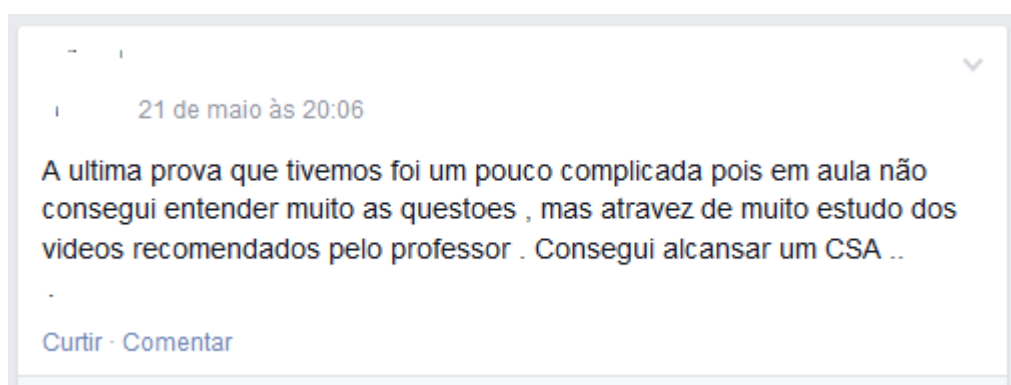 21 de maio às 20:06
A ultima prova que tivemos foi um pouco complicada pois em aula não
consegui entender muito as questoes , mas atravez de muito estudo dos
videos recomendados pelo professor . Consegui alcansar um CSA ..
.
Curtir · Comentar